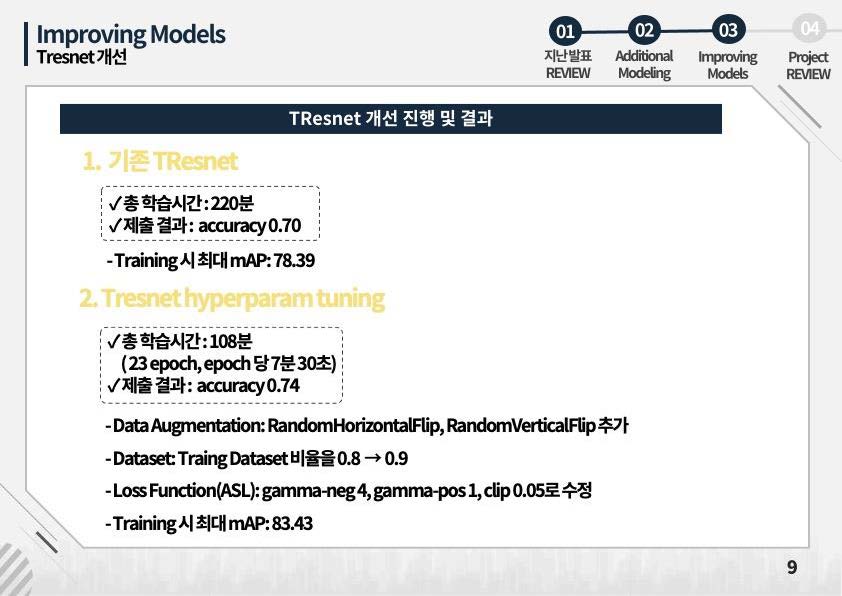 Improving Models
Tresnet 개선
01
02
03
04
지난 발표
REVIEW
Additional
Modeling
Improving
Models
Project
REVIEW
TResnet 개선 진행 및 결과
1. 기존 TResnet
✓총 학습시간 : 220분
✓제출 결과 : accuracy 0.70
- Training 시 최대 mAP: 78.39
2. Tresnet hyperparam tuning
✓총 학습시간 : 108분
( 23 epoch, epoch 당 7분 30초)
✓제출 결과 : accuracy 0.74
- Data Augmentation: RandomHorizontalFlip, RandomVerticalFlip 추가
- Dataset: Traing Dataset 비율을 0.8 → 0.9
- Loss Function(ASL): gamma-neg 4, gamma-pos 1, clip 0.05로 수정
- Training 시 최대 mAP: 83.43
9